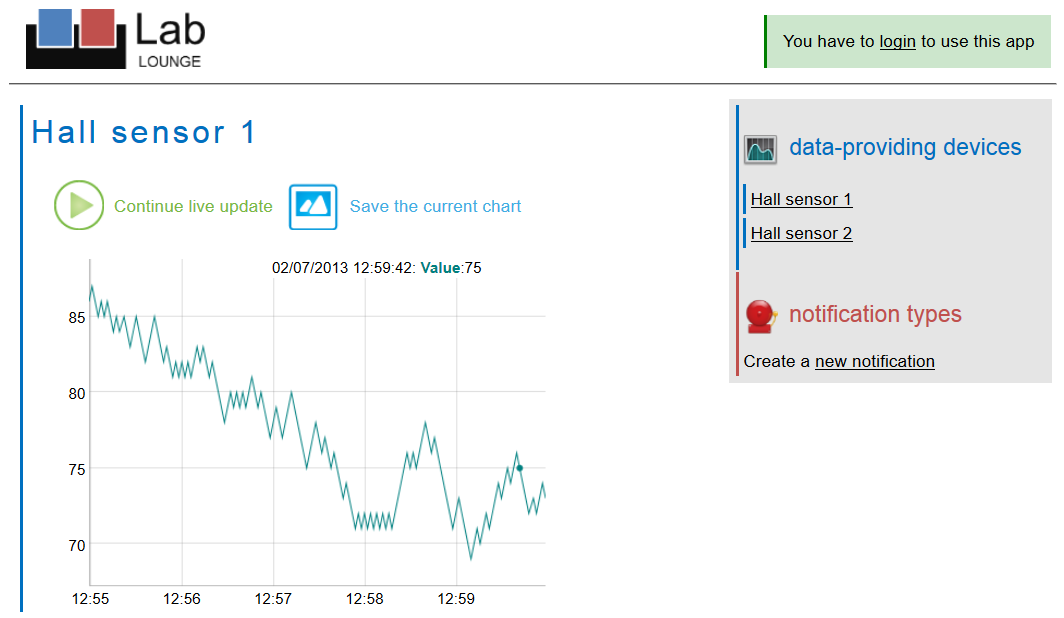 Lab
LOUNGE
You have to login to use this app
Hall sensor 1
Continue live update
Save the current chart
02/07/2013 12:59:42: Value:75
85
80
75
70
12:55 12:56 12:57 12:58 12:59
data-providing devices
Hall sensor 1
Hall sensor 2
notification types
Create a new notification